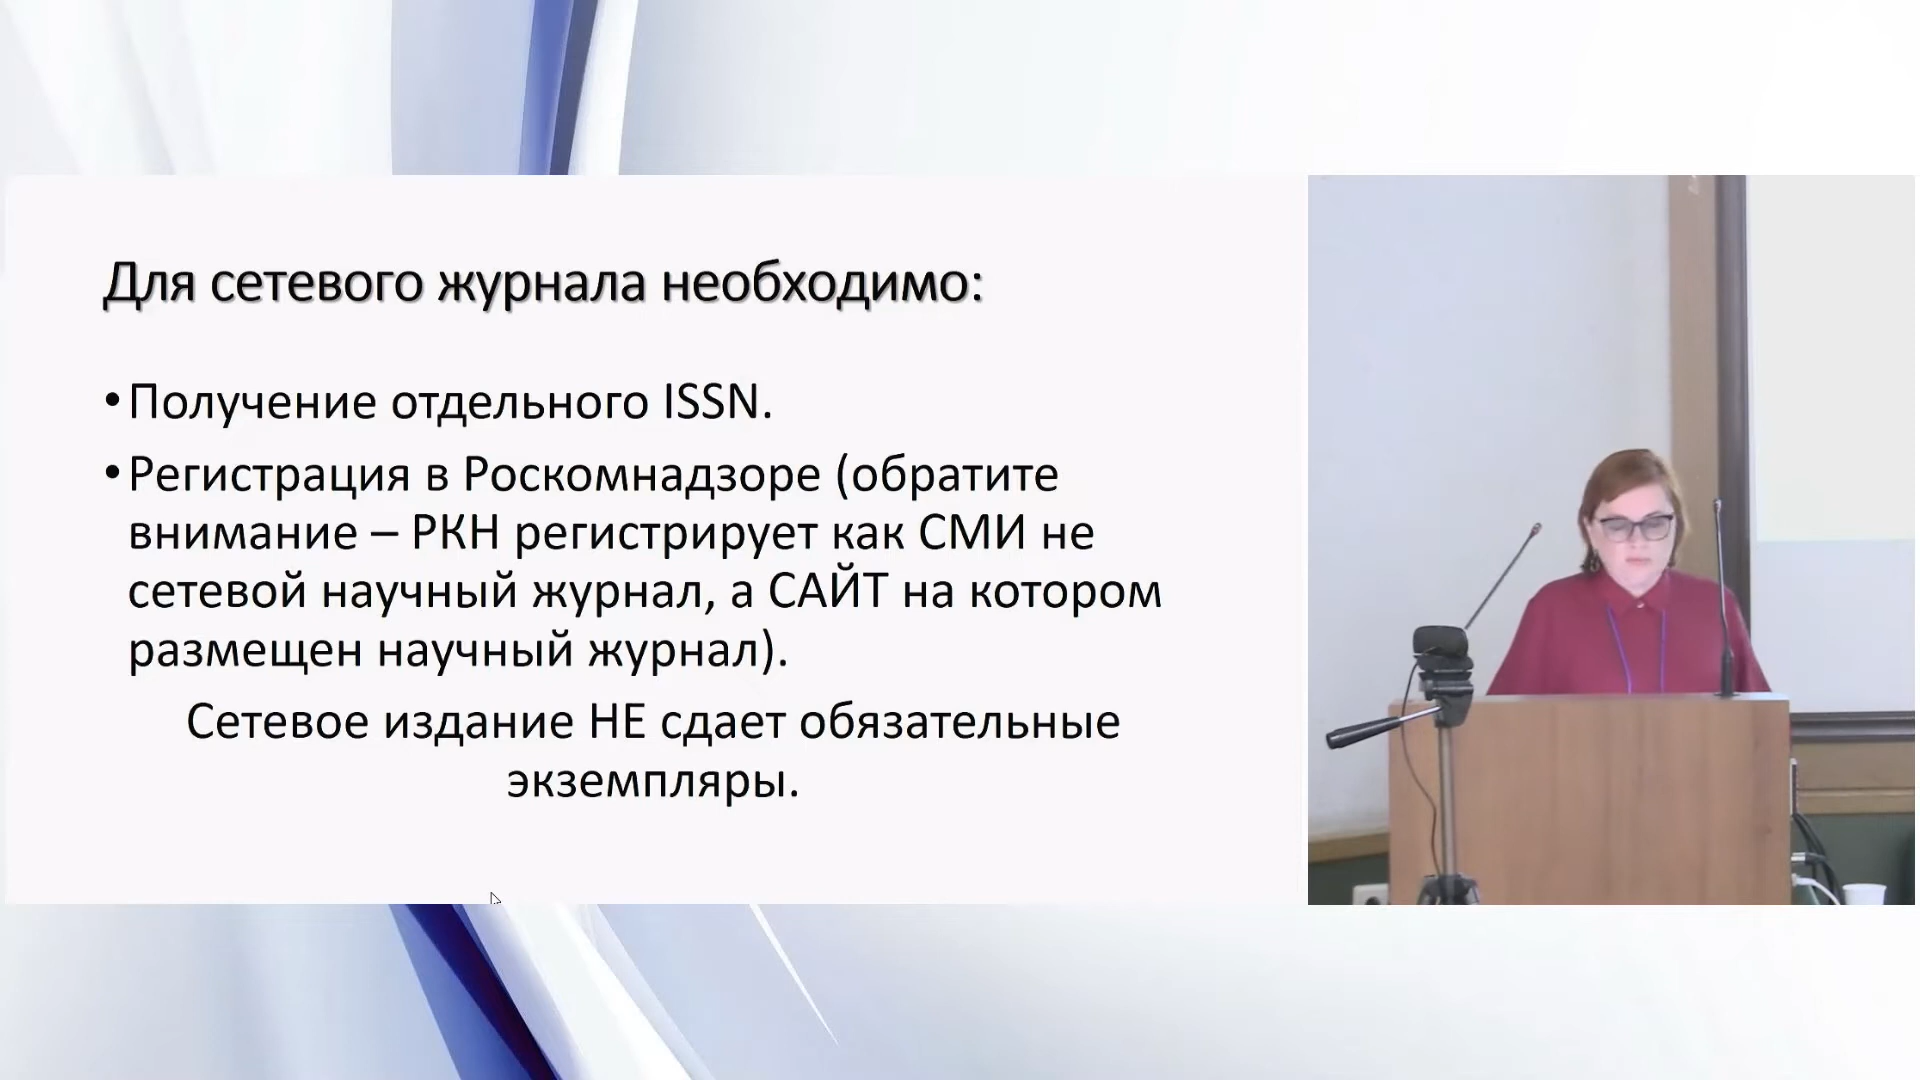 Для сетевого журнала необходимо:
•Получение отдельного ISSN.
•Регистрация в Роскомнадзоре (обратите
внимание – РКН регистрирует как СМИ не
сетевой научный журнал, а САЙТ на котором
размещен научный журнал).
Сетевое издание НЕ сдает обязательные
экземпляры.